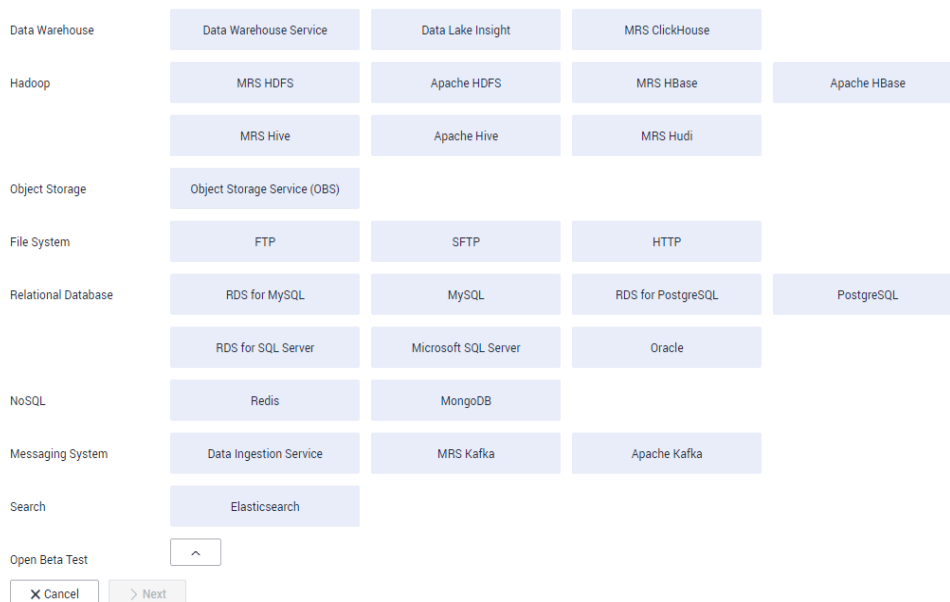 Data Warehouse Data Warehouse Service Data Lake Insight MRS ClickHouse
Hadoop MRS HDFS Apache HDFS MRS HBase Apache HBase
MRS Hive Apache Hive MRS Hudi
Object Storage Object Storage Service (OBS)
File System FTP SFTP HTTP
Relational Database RDS for MySQL MySQL RDS for PostgreSQL PostgreSQL
RDS for SQL Server Microsoft SQL Server Oracle
NoSQL Redis MongoDB
Messaging System Data Ingestion Service MRS Kafka Apache Kafka
Search Elasticsearch
Open Beta Test
Cancel Next